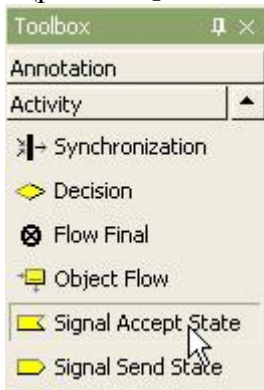 Toolbox
Annotation
Activity
Synchronization
Decision
Flow Final
Object Flow
Signal Accept State
Signal Send State